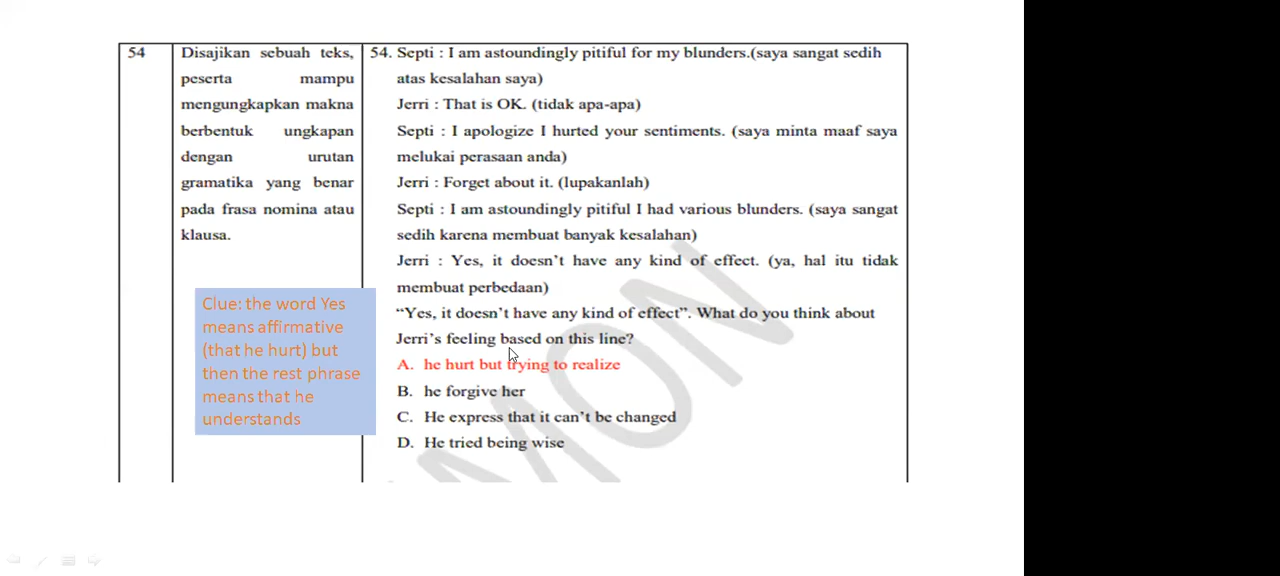 54
Disajikan sebuah teks,
peserta mampu
mengungkapkan makna
berbentuk ungkapan
dengan urutan
gramatika yang benar
pada frasa nomina atau
klausa.
Clue: the word Yes
means affirmative
(that he hurt) but
then the rest phrase
means that he
understands
54. Septi : I am astoundingly pitiful for my blunders.(saya sangat sedih
atas kesalahan saya)
Jerri : That is OK. (tidak apa-apa)
Septi : I apologize I hurted your sentiments. (saya minta maaf saya
melukai perasaan anda)
Jerri : Forget about it. (lupakanlah)
Septi : I am astoundingly pitiful I had various blunders. (saya sangat
sedih karena membuat banyak kesalahan)
Jerri : Yes, it doesn't have any kind of effect. (ya, hal itu tidak
membuat perbedaan)
“Yes, it doesn't have any kind of effect”. What do you think about
Jerri's feeling based on this line?
A. he hurt but trying to realize
B. he forgive her
C. He express that it can't be changed
D. He tried being wise